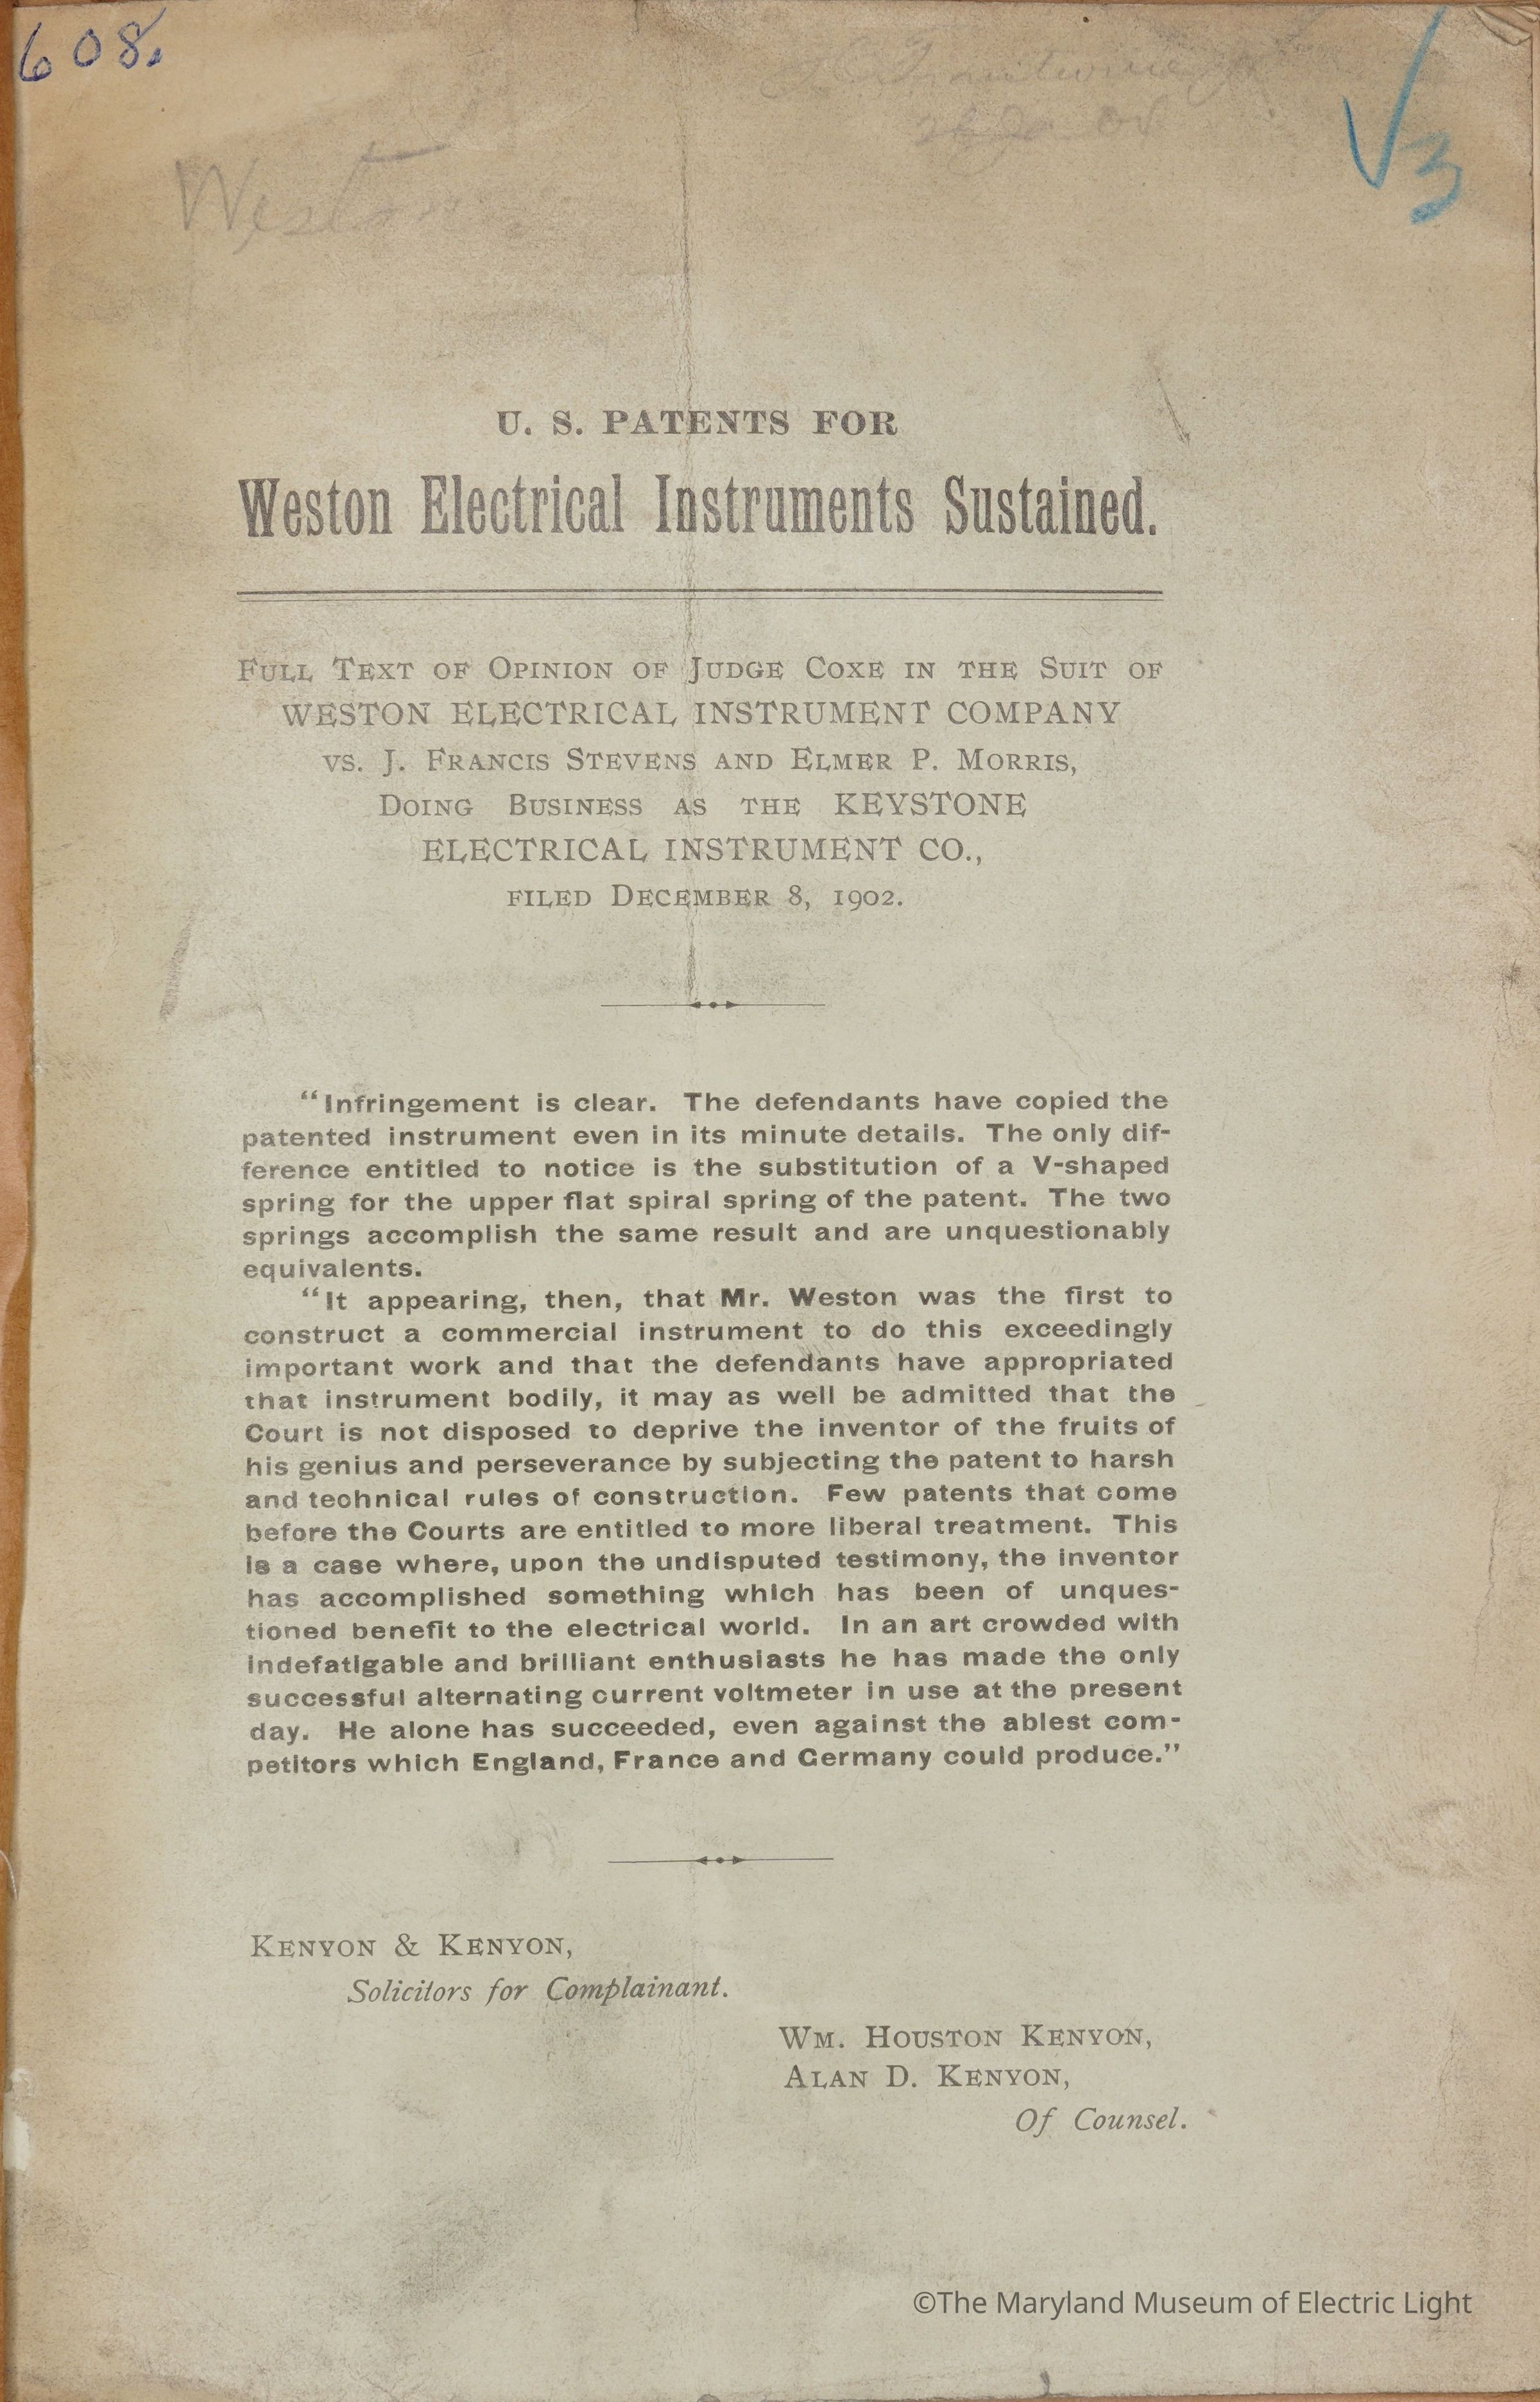 608.
V3
Weston
U. S. PATENTS FOR
Weston Electrical Instruments Sustained.
FULL TEXT OF OPINION OF JUDGE COXE IN THE SUIT OF
WESTON ELECTRICAL INSTRUMENT COMPANY
VS. J. FRANCIS STEVENS AND ELMER P. MORRIS,
DOING BUSINESS AS THE KEYSTONE
ELECTRICAL INSTRUMENT CO.,
FILED DECEMBER 8, 1902.
“Infringement is clear. The defendants have copied the
patented instrument even in its minute details. The only dif-
ference entitled to notice is the substitution of a V-shaped
spring for the upper flat spiral spring of the patent. The two
springs accomplish the same result and are unquestionably
equivalents.
“It appearing, then, that Mr. Weston was the first to
construct a commercial instrument to do this exceedingly
important work and that the defendants have appropriated
that instrument bodily, it may as well be admitted that the
Court is not disposed to deprive the inventor of the fruits of
his genius and perseverance by subjecting the patent to harsh
and technical rules of construction. Few patents that come
before the Courts are entitled to more liberal treatment. This
is a case where, upon the undisputed testimony, the inventor
has accomplished something which has been of unques-
tioned benefit to the electrical world. In an art crowded with
indefatigable and brilliant enthusiasts he has made the only
successful alternating current voltmeter in use at the present
day. He alone has succeeded, even against the ablest com-
petitors which England, France and Germany could produce.”
KENYON & KENYON,
Solicitors for Complainant.
WM. HOUSTON KENYON,
ALAN D. KENYON,
Of Counsel.
©The Maryland Museum of Electric Light